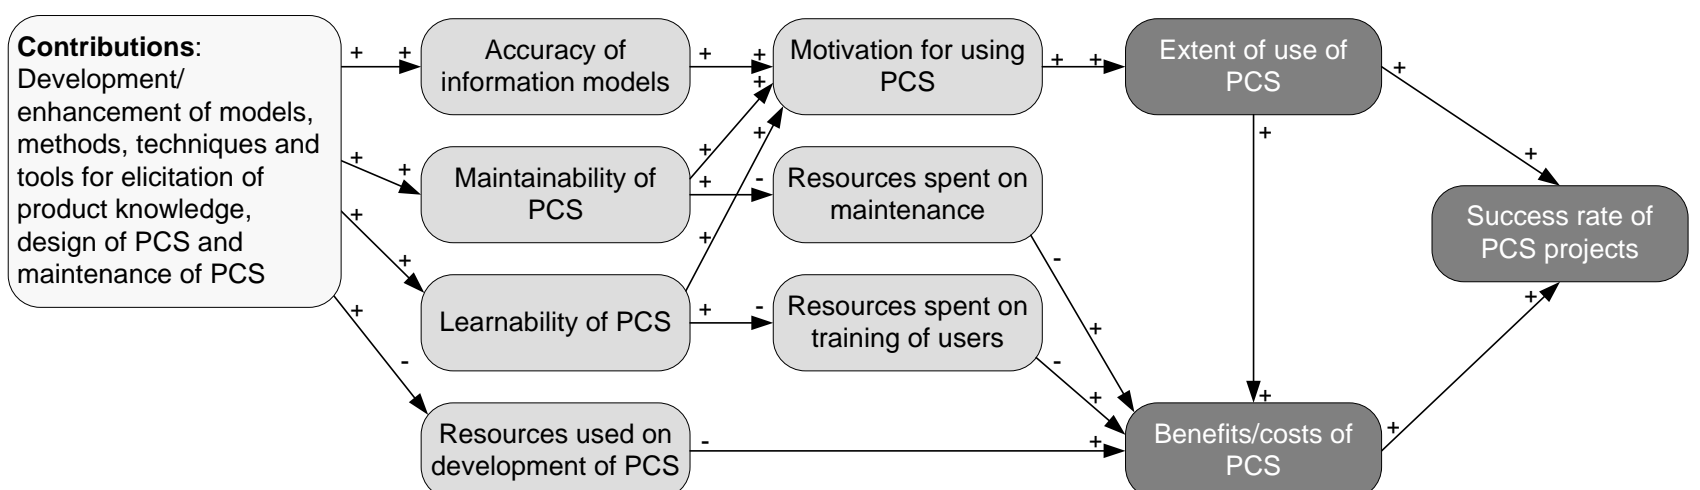 Contributions:
Development/
enhancement of models,
methods, techniques and
tools for elicitation of
product knowledge,
design of PCS and
maintenance of PCS
+ +
Accuracy of
information models
+ +
Motivation for using
PCS
+ +
Extent of use of
PCS
+ +
+ +
Maintainability of
PCS
+ +
+ -
Resources spent on
maintenance
- +
+ +
Learnability of PCS
+ +
+ -
Resources spent on
training of users
- +
+ -
Resources used on
development of PCS
- +
+ +
Benefits/costs of
PCS
+ +
Success rate of
PCS projects